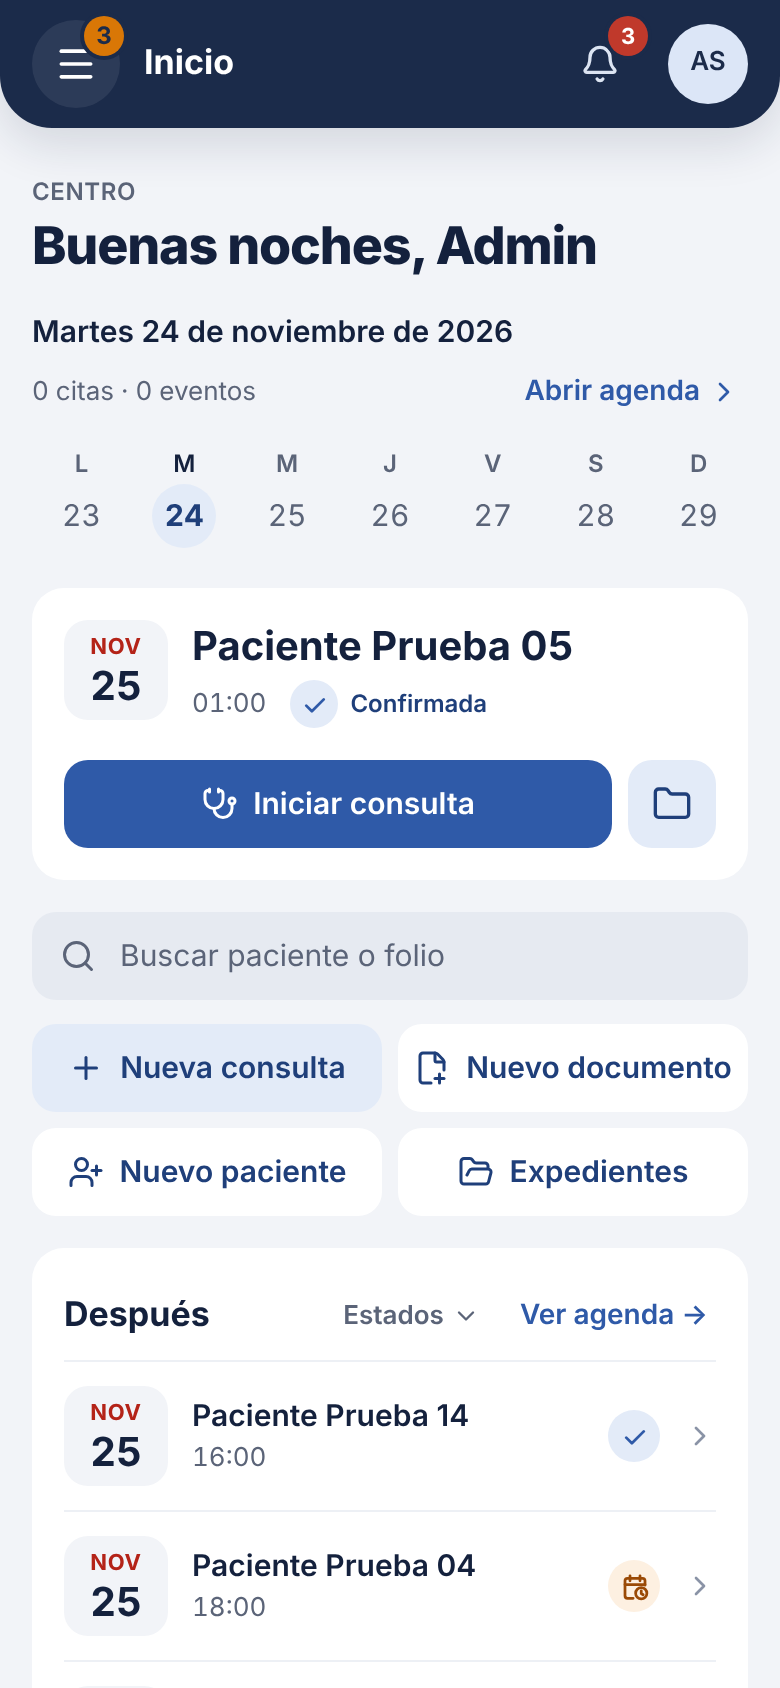 3
Inicio
3
AS
CENTRO
Buenas noches, Admin
Martes 24 de noviembre de 2026
0 citas · 0 eventos
Abrir agenda
L M M J V S D
23 24 25 26 27 28 29
NOV
25
Paciente Prueba 05
01:00
Confirmada
Iniciar consulta
Buscar paciente o folio
Nueva consulta
Nuevo documento
Nuevo paciente
Expedientes
Después
Estados
Ver agenda
NOV
25
Paciente Prueba 14
16:00
NOV
25
Paciente Prueba 04
18:00